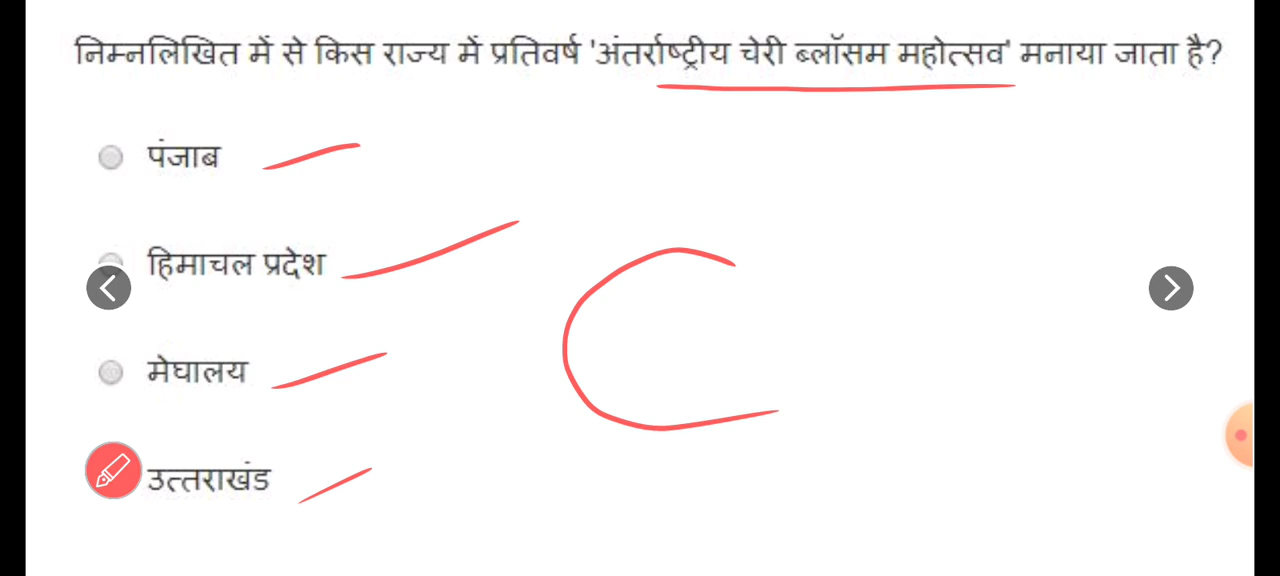 निम्नलिखित में से किस राज्य में प्रतिवर्ष 'अंतर्राष्ट्रीय चेरी ब्लॉसम महोत्सव' मनाया जाता है?
पंजाब
हिमाचल प्रदेश
मेघालय
उत्तराखंड